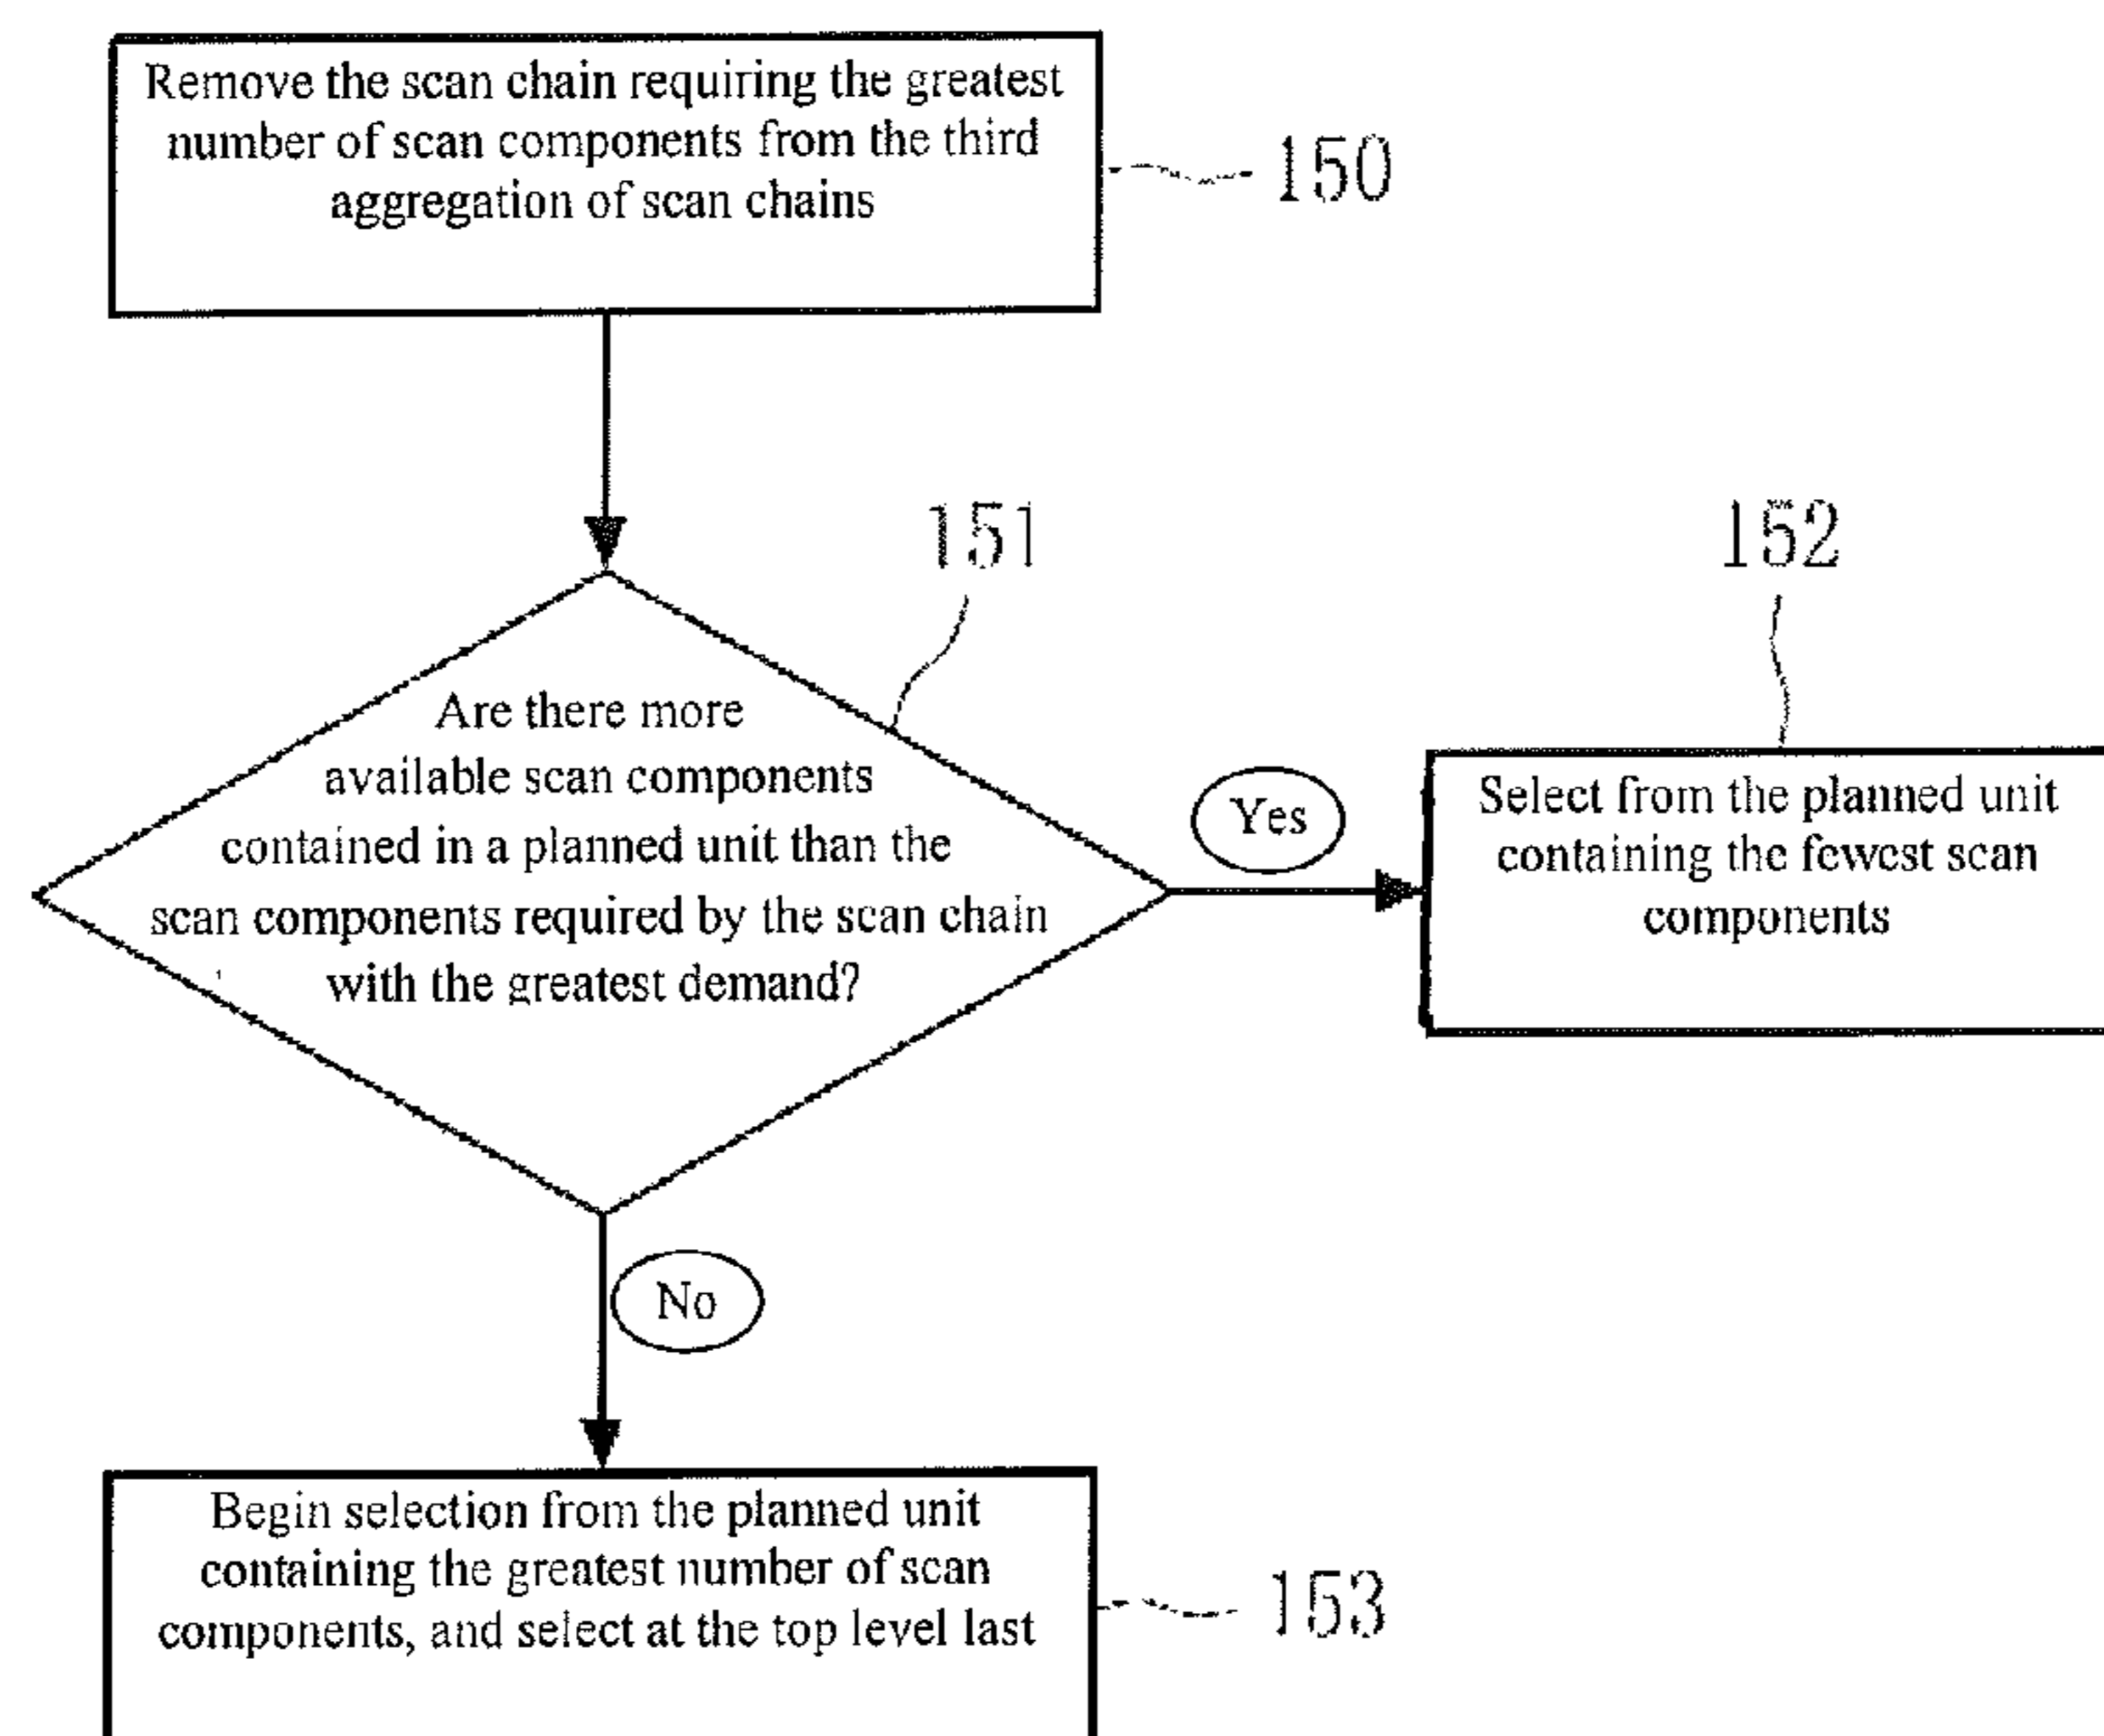 Remove the scan chain requiring the greatest
number of scan components from the third
aggregation of scan chains
150
151
152
Are there more
available scan components
contained in a planned unit than the
scan components required by the scan chain
with the greatest demand?
Yes
Select from the planned unit
containing the fewest scan
components
No
Begin selection from the planned unit
containing the greatest number of scan
components, and select at the top level last
153